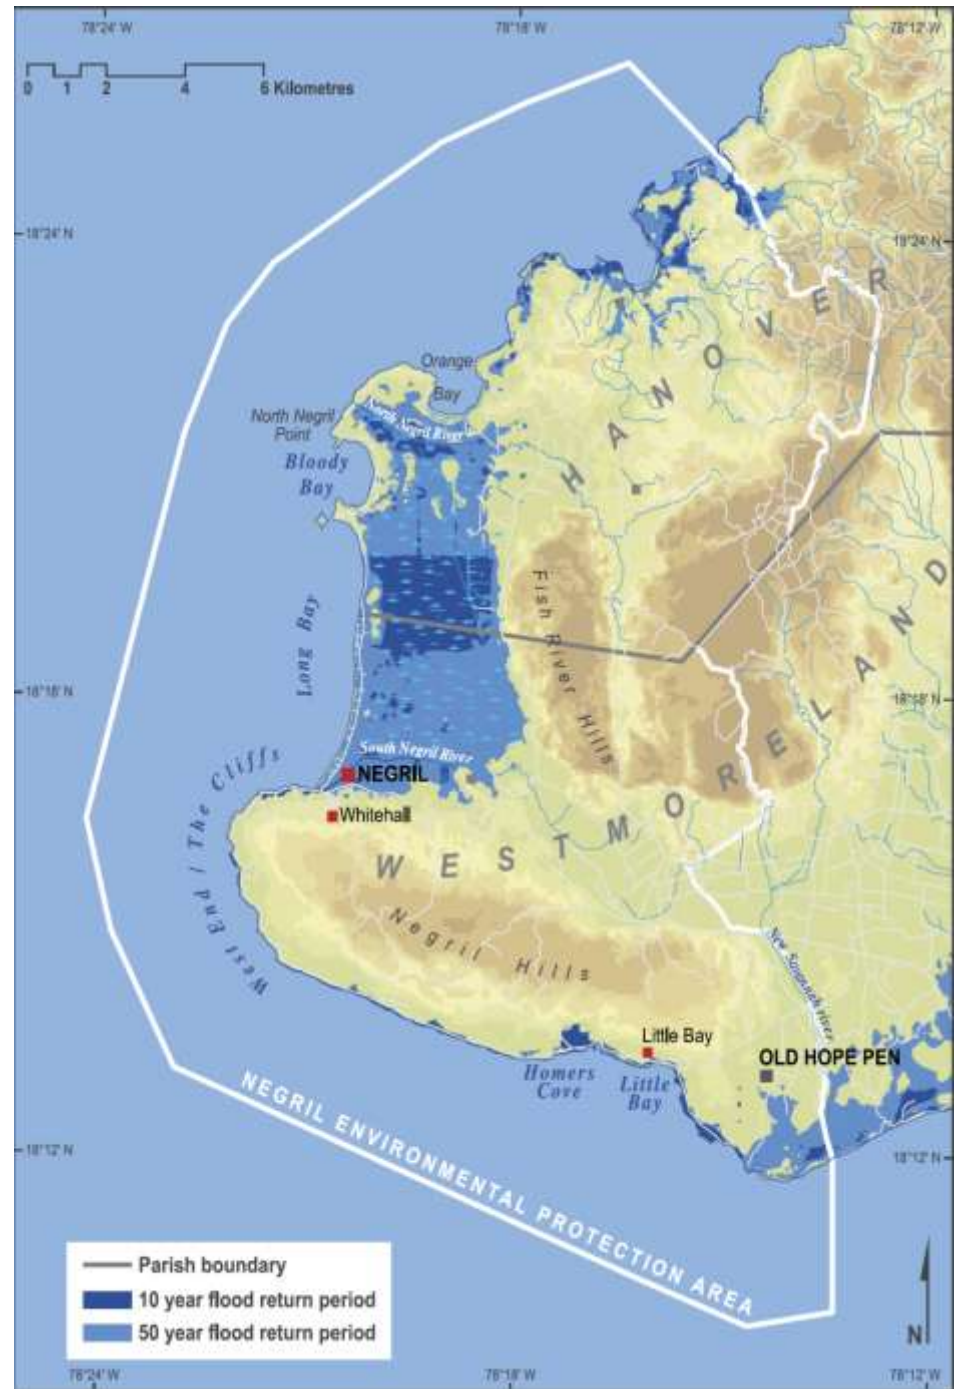 78°24' W
78°18' W
78°12' W
0 1 2 4 6 Kilometres
18°24' N
18°24' N
HANOVER
Orange
Bay
North Negril River
North Negril
Point
Bloody
Bay
Fish River Hills
Long Bay
18°18' N
18°18' N
South Negril River
NEGRIL
Whitehall
West End / The Cliffs
WESTMORELAND
Negril Hills
New Savannah river
Little Bay
OLD HOPE PEN
Homers
Cove
Little
Bay
18°12' N
18°12' N
NEGRIL ENVIRONMENTAL PROTECTION AREA
Parish boundary
10 year flood return period
50 year flood return period
N
78°24' W
78°18' W
78°12' W